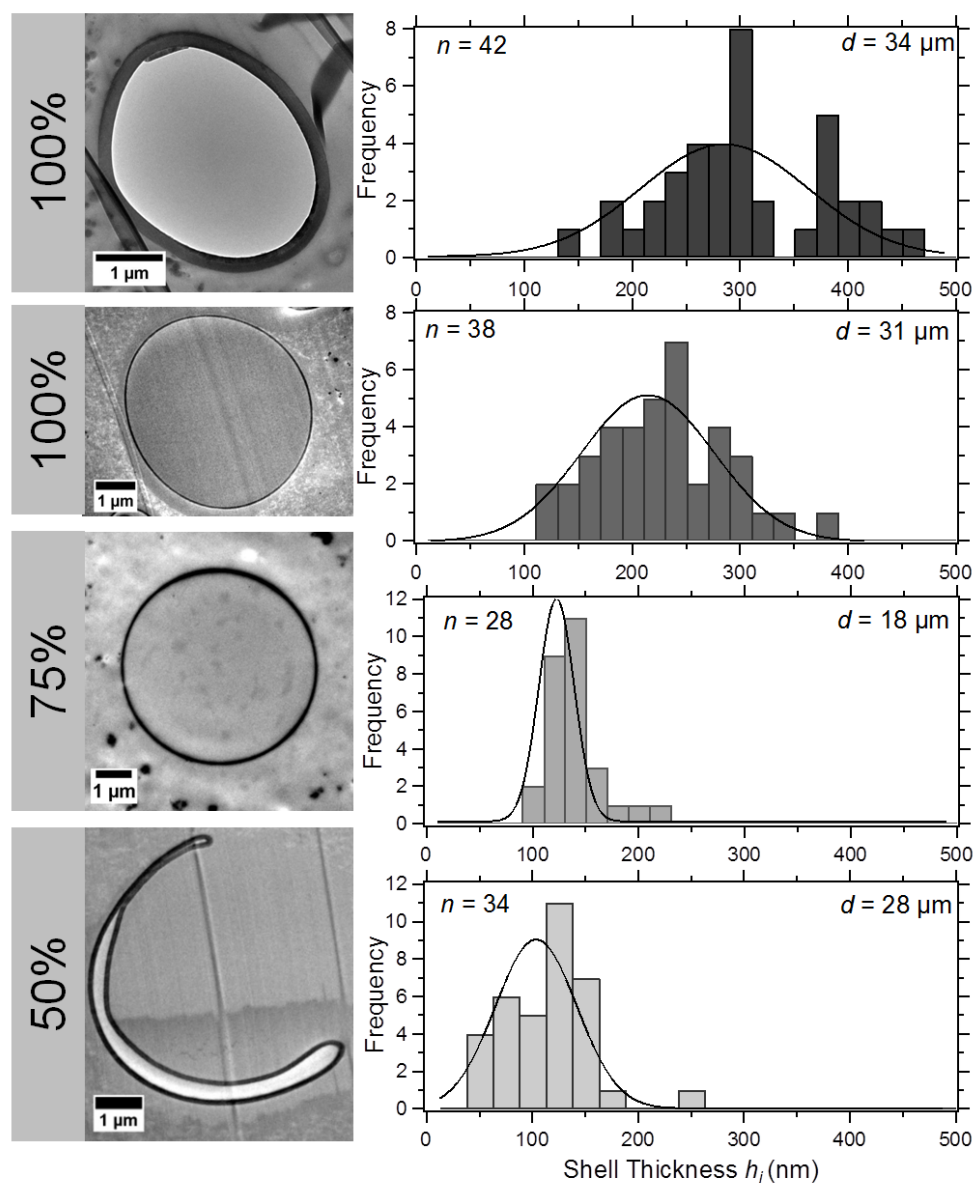 100%
1 µm
n = 42
d = 34 µm
Frequency
8
6
4
2
0
0 100 200 300 400 500
100%
1 µm
n = 38
d = 31 µm
Frequency
8
6
4
2
0
0 100 200 300 400 500
75%
1 µm
n = 28
d = 18 µm
Frequency
12
10
8
6
4
2
0
0 100 200 300 400 500
50%
1 µm
n = 34
d = 28 µm
Frequency
12
10
8
6
4
2
0
0 100 200 300 400 500
Shell Thickness hᵢ (nm)